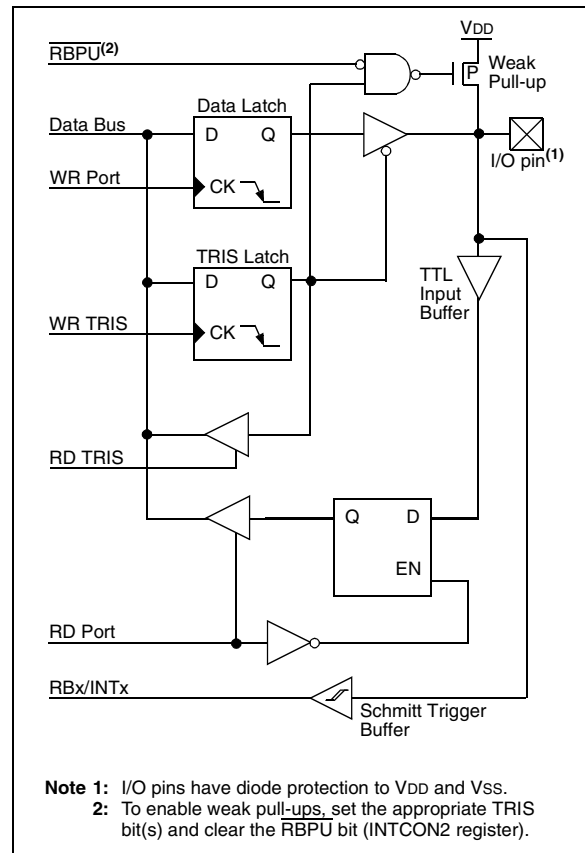 VDD
RBPU(2)
P
Weak
Pull-up
Data Latch
Data Bus
D
Q
I/O pin(1)
WR Port
CK
TRIS Latch
D
Q
TTL
Input
Buffer
WR TRIS
CK
RD TRIS
Q
D
EN
RD Port
RBx/INTx
Schmitt Trigger
Buffer
Note 1: I/O pins have diode protection to VDD and VSS.
2: To enable weak pull-ups, set the appropriate TRIS
bit(s) and clear the RBPU bit (INTCON2 register).